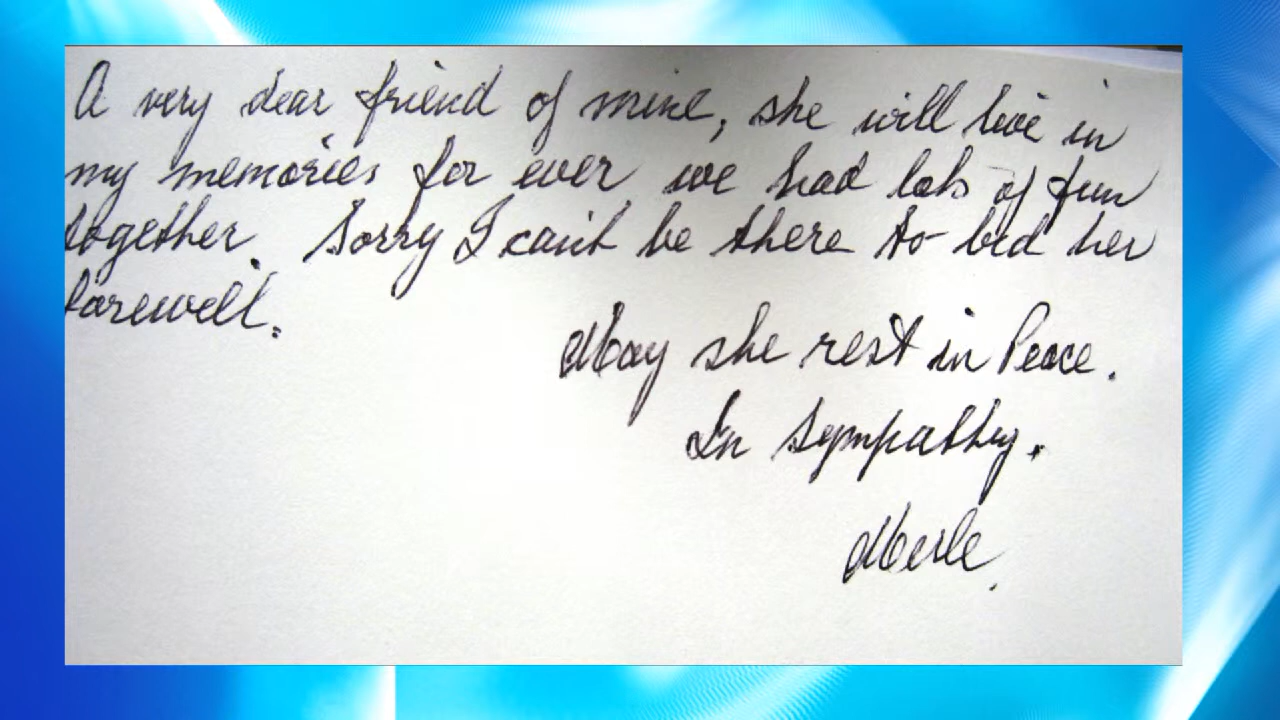 A very dear friend of mine, she will live in
my memories for ever we had lots of fun
together. Sorry I can't be there to bid her
farewell.
May she rest in Peace.
In Sympathy.
Merle.